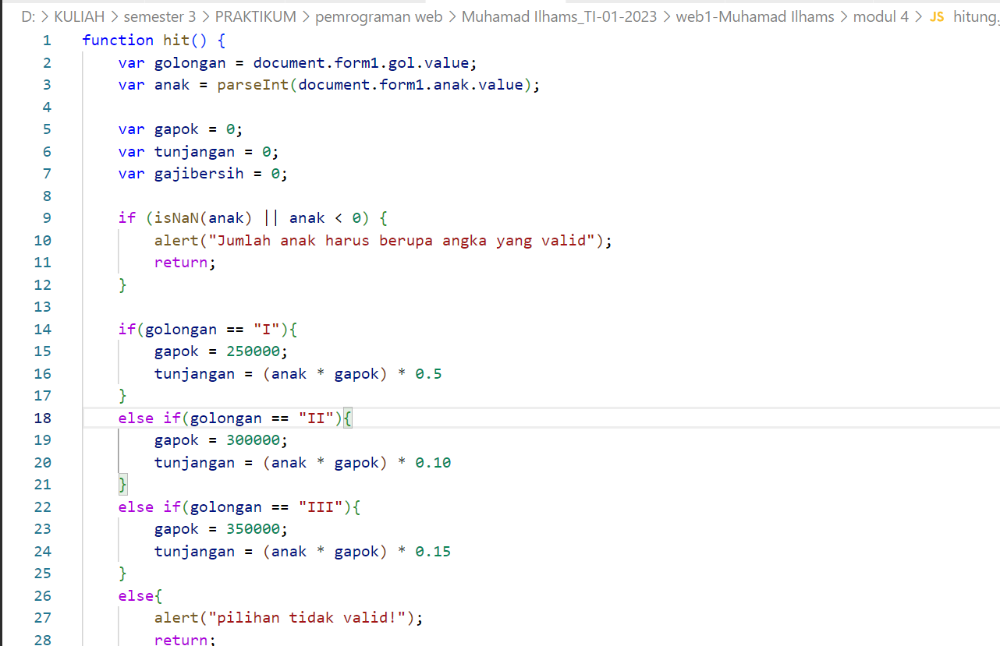 D: > KULIAH > semester 3 > PRAKTIKUM > pemrograman web > Muhamad Ilhams_TI-01-2023 > web1-Muhamad Ilhams > modul 4 > JS hitung.
1 function hit() {
2 var golongan = document.form1.gol.value;
3 var anak = parseInt(document.form1.anak.value);
4
5 var gapok = 0;
6 var tunjangan = 0;
7 var gajibersih = 0;
8
9 if (isNaN(anak) || anak < 0) {
10 alert("Jumlah anak harus berupa angka yang valid");
11 return;
12 }
13
14 if(golongan == "I"){
15 gapok = 250000;
16 tunjangan = (anak * gapok) * 0.5
17 }
18 else if(golongan == "II"){
19 gapok = 300000;
20 tunjangan = (anak * gapok) * 0.10
21 }
22 else if(golongan == "III"){
23 gapok = 350000;
24 tunjangan = (anak * gapok) * 0.15
25 }
26 else{
27 alert("pilihan tidak valid!");
28 return;